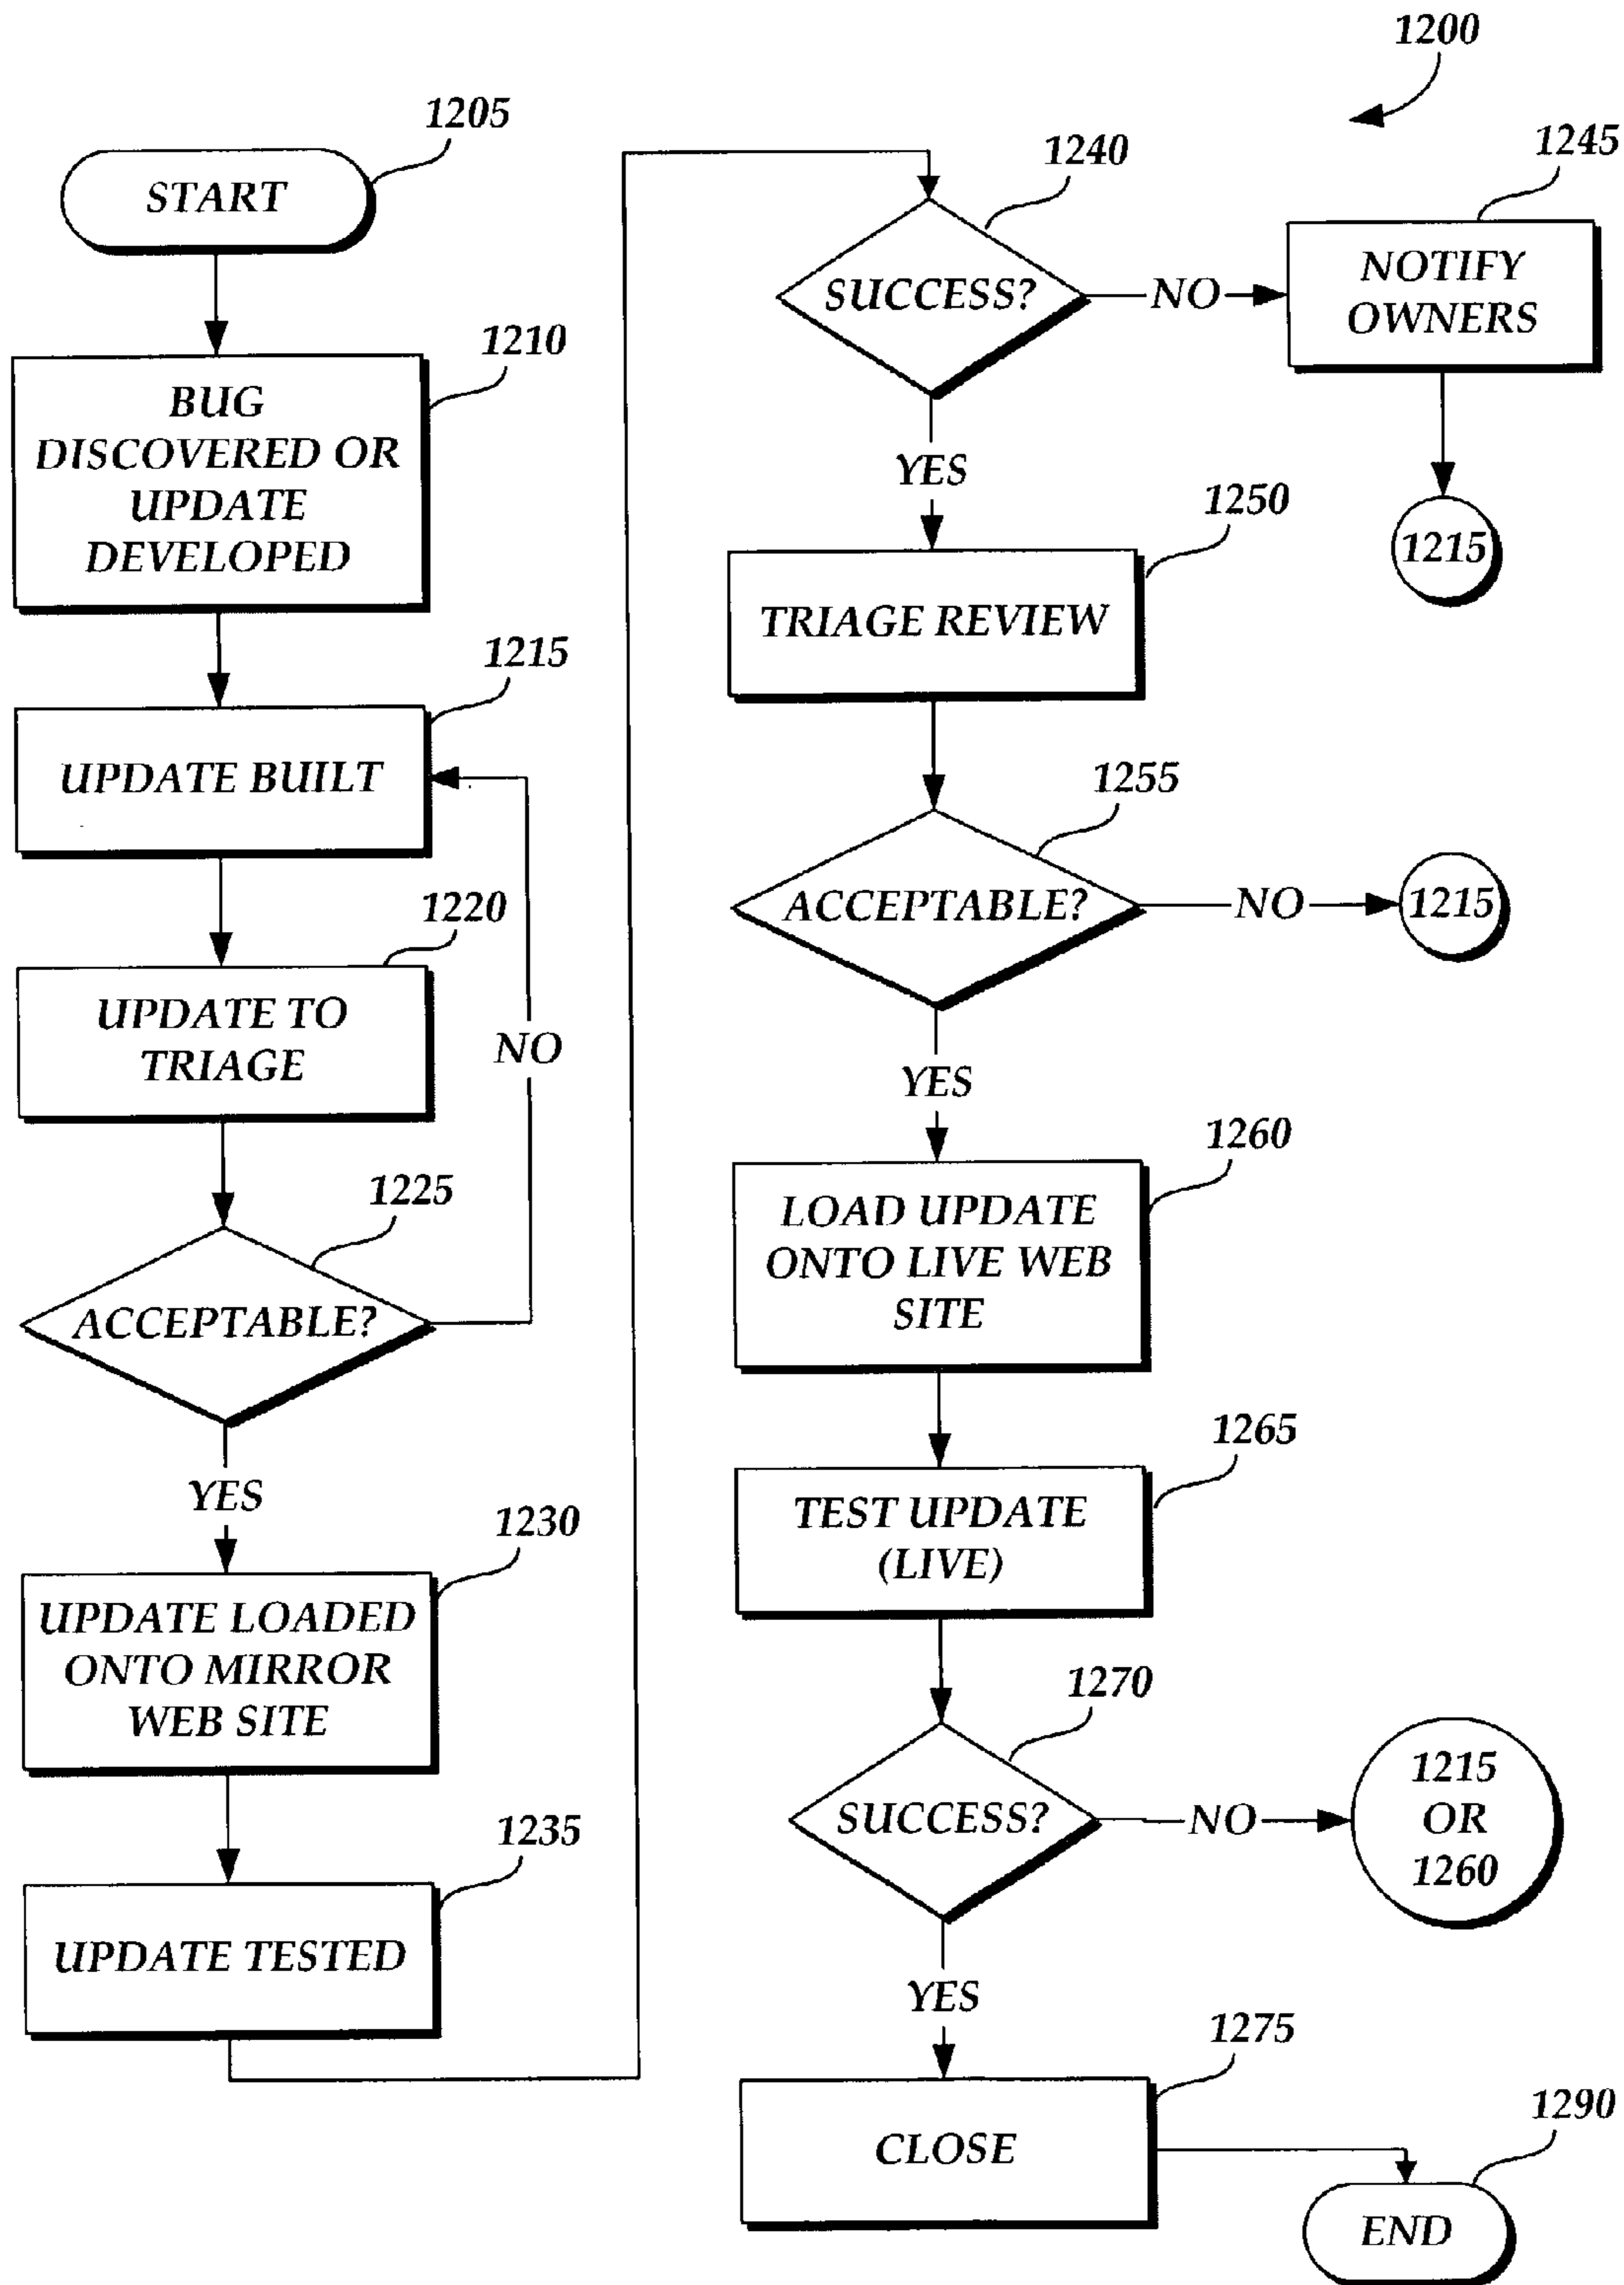 1200
1205
START
1210
BUG
DISCOVERED OR
UPDATE
DEVELOPED
1215
UPDATE BUILT
1220
UPDATE TO
TRIAGE
NO
1225
ACCEPTABLE?
YES
1230
UPDATE LOADED
ONTO MIRROR
WEB SITE
1235
UPDATE TESTED
1240
SUCCESS?
NO
1245
NOTIFY
OWNERS
1215
YES
1250
TRIAGE REVIEW
1255
ACCEPTABLE?
NO
1215
YES
1260
LOAD UPDATE
ONTO LIVE WEB
SITE
1265
TEST UPDATE
(LIVE)
1270
SUCCESS?
NO
1215
OR
1260
YES
1275
CLOSE
1290
END